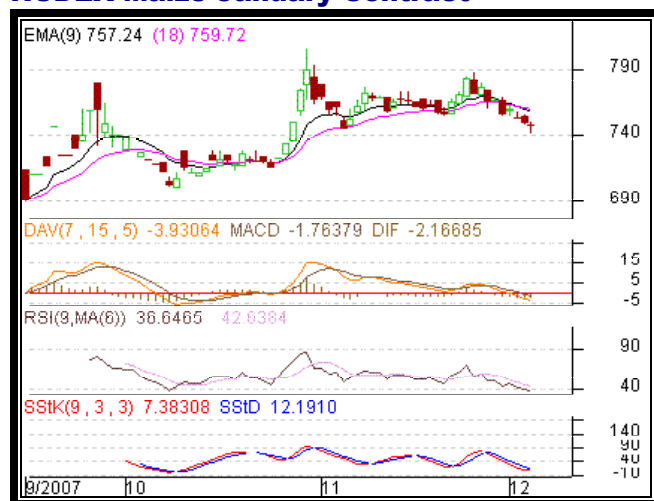 EMA(9) 757.24 (18) 759.72
790
740
690
DAV(7 , 15 , 5) -3.93064 MACD -1.76379 DIF -2.16685
15
5
-5
RSI(9,MA(6)) 36.6465 42.6384
90
40
SStK(9 , 3 , 3) 7.38308 SStD 12.1910
140
90
40
-10
9/2007 10 11 12